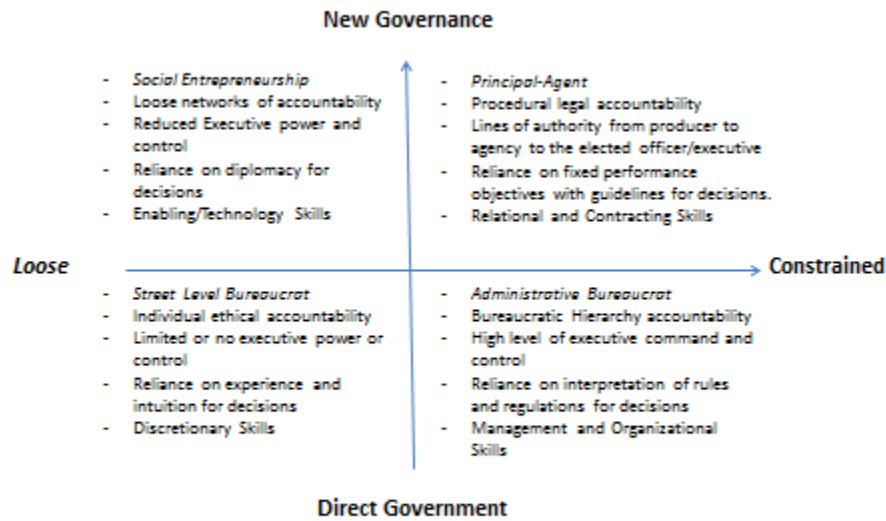 New Governance
- Social Entrepreneurship
- Loose networks of accountability
- Reduced Executive power and
control
- Reliance on diplomacy for
decisions
- Enabling/Technology Skills
- Principal-Agent
- Procedural legal accountability
- Lines of authority from producer to
agency to the elected officer/executive
- Reliance on fixed performance
objectives with guidelines for decisions.
- Relational and Contracting Skills
Loose
Constrained
- Street Level Bureaucrat
- Individual ethical accountability
- Limited or no executive power or
control
- Reliance on experience and
intuition for decisions
- Discretionary Skills
- Administrative Bureaucrat
- Bureaucratic Hierarchy accountability
- High level of executive command and
control
- Reliance on interpretation of rules
and regulations for decisions
- Management and Organizational
Skills
Direct Government